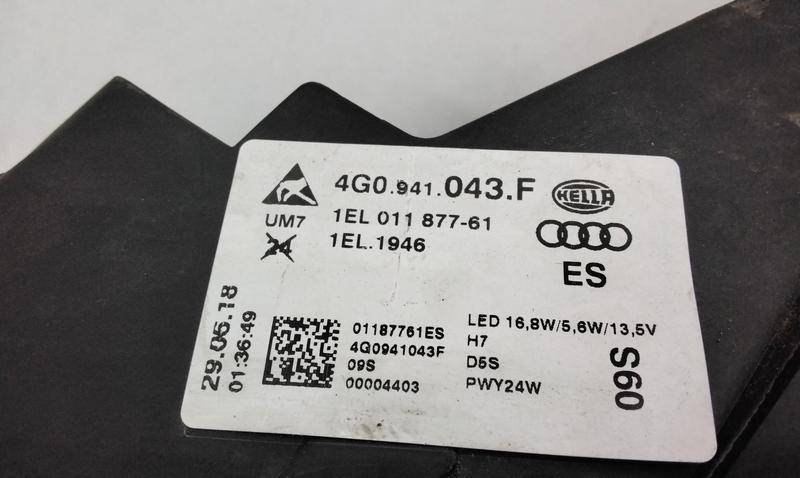 4G0.941.043.F
HELLA
UM7
1EL 011 877-61
24
1EL.1946
ES
29.06.18
01:36:49
01187761ES
4G0941043F
09S
00004403
LED 16,8W/5,6W/13,5V
H7
D5S
PWY24W
09S